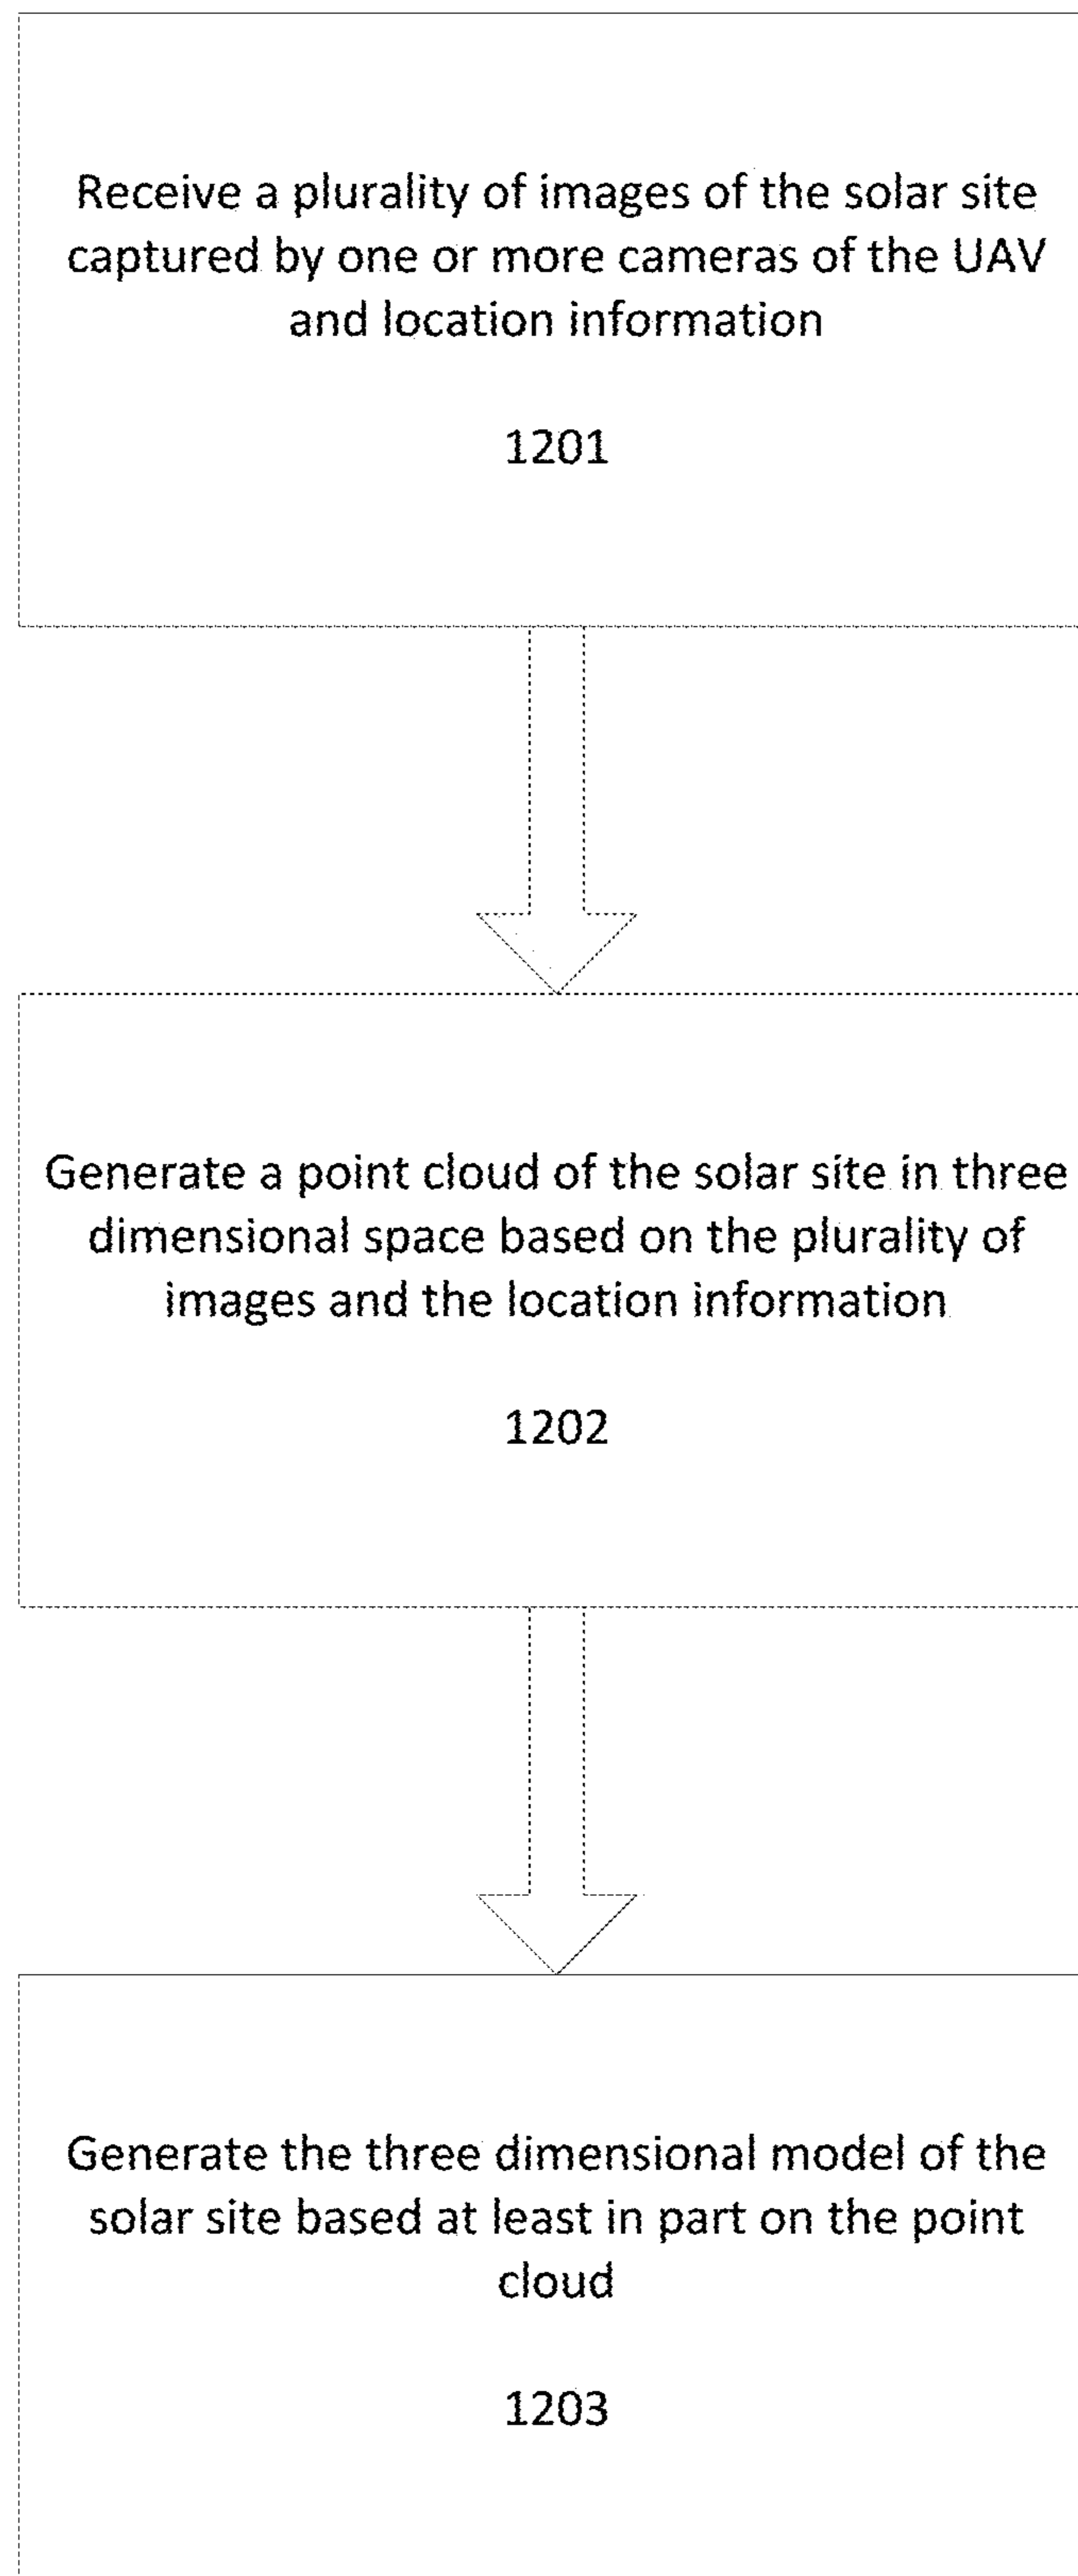 Receive a plurality of images of the solar site
captured by one or more cameras of the UAV
and location information
1201
Generate a point cloud of the solar site in three
dimensional space based on the plurality of
images and the location information
1202
Generate the three dimensional model of the
solar site based at least in part on the point
cloud
1203